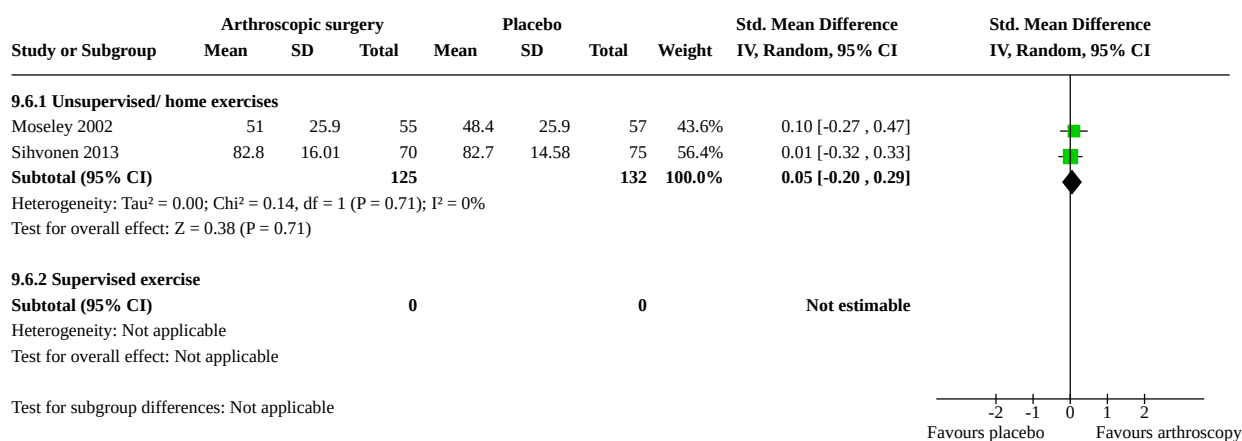 Arthroscopic surgery Placebo Std. Mean Difference Std. Mean Difference
Study or Subgroup Mean SD Total Mean SD Total Weight IV, Random, 95% CI IV, Random, 95% CI
9.6.1 Unsupervised/ home exercises
Moseley 2002 51 25.9 55 48.4 25.9 57 43.6% 0.10 [-0.27 , 0.47]
Sihvonen 2013 82.8 16.01 70 82.7 14.58 75 56.4% 0.01 [-0.32 , 0.33]
Subtotal (95% CI) 125 132 100.0% 0.05 [-0.20 , 0.29]
Heterogeneity: Tau² = 0.00; Chi² = 0.14, df = 1 (P = 0.71); I² = 0%
Test for overall effect: Z = 0.38 (P = 0.71)
9.6.2 Supervised exercise
Subtotal (95% CI) 0 0 Not estimable
Heterogeneity: Not applicable
Test for overall effect: Not applicable
Test for subgroup differences: Not applicable
-2 -1 0 1 2
Favours placebo Favours arthroscopy